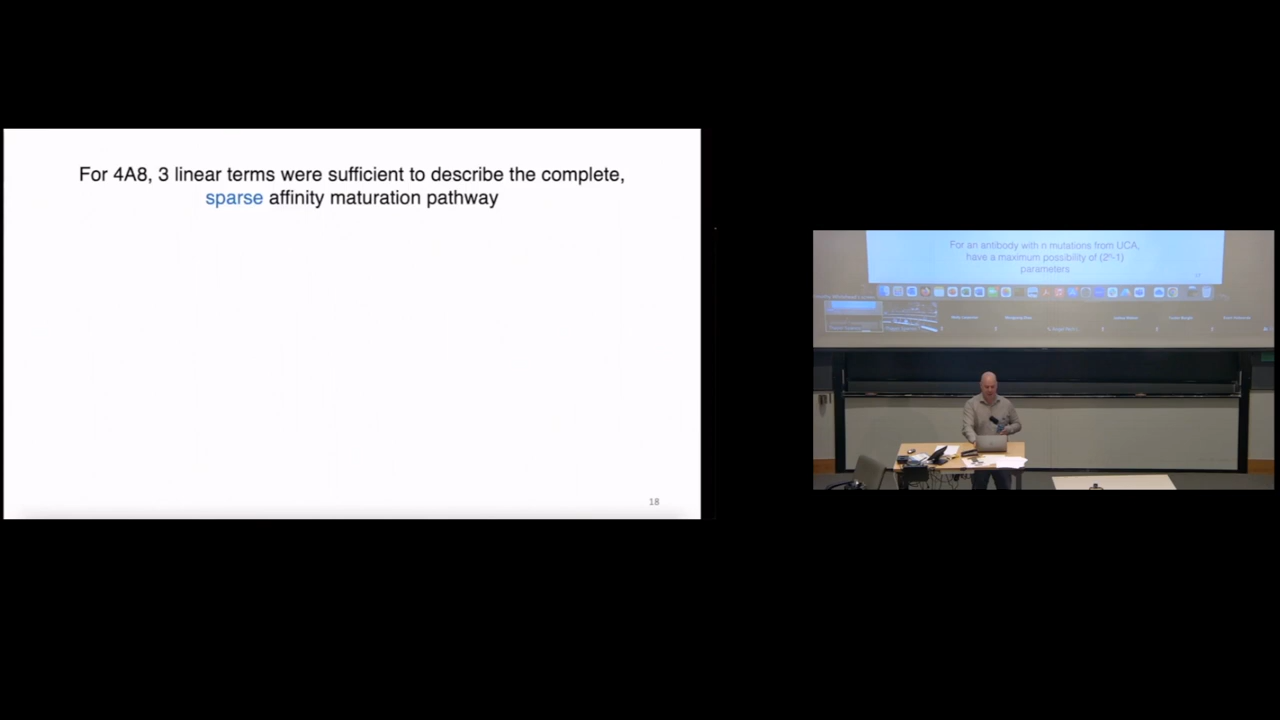 For 4A8, 3 linear terms were sufficient to describe the complete,
sparse affinity maturation pathway
18
For an antibody with n mutations from UCA,
have a maximum possibility of (2ⁿ-1)
parameters